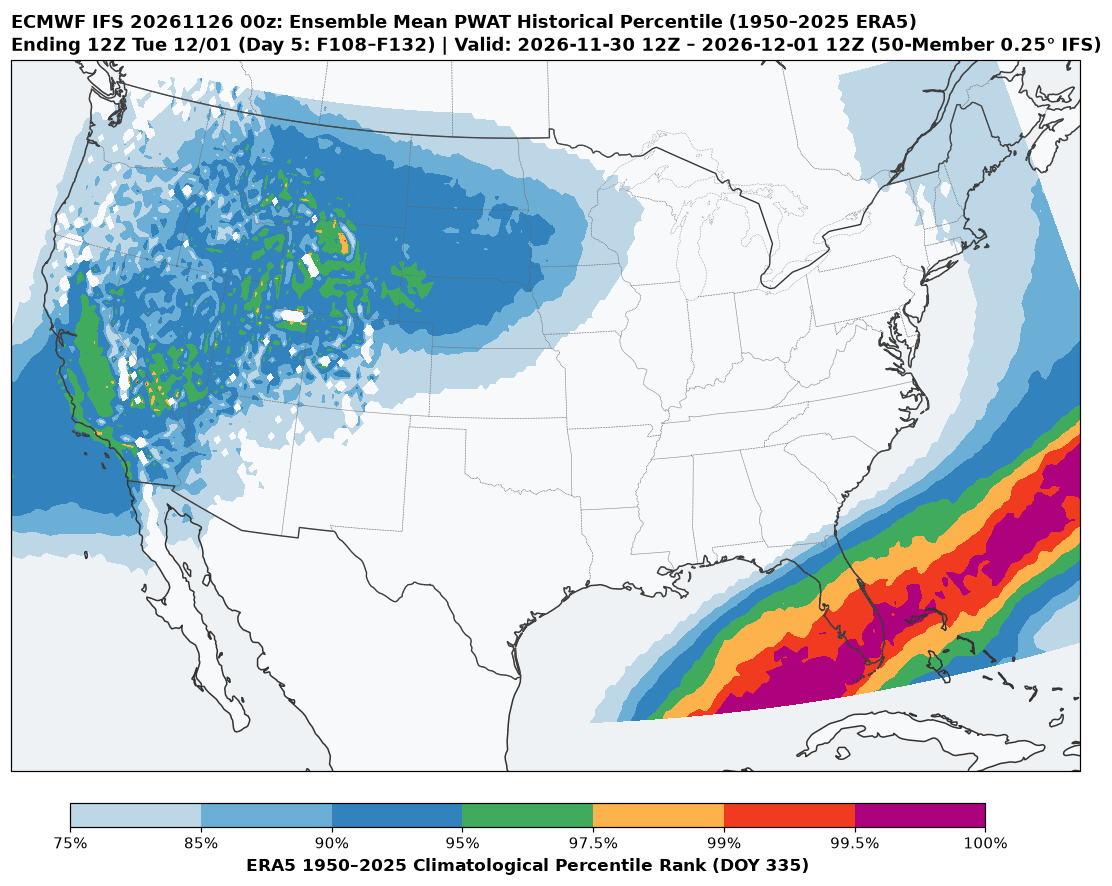 ECMWF IFS 20261126 00z: Ensemble Mean PWAT Historical Percentile (1950–2025 ERA5)
Ending 12Z Tue 12/01 (Day 5: F108–F132) | Valid: 2026-11-30 12Z – 2026-12-01 12Z (50-Member 0.25° IFS)
75% 85% 90% 95% 97.5% 99% 99.5% 100%
ERA5 1950–2025 Climatological Percentile Rank (DOY 335)